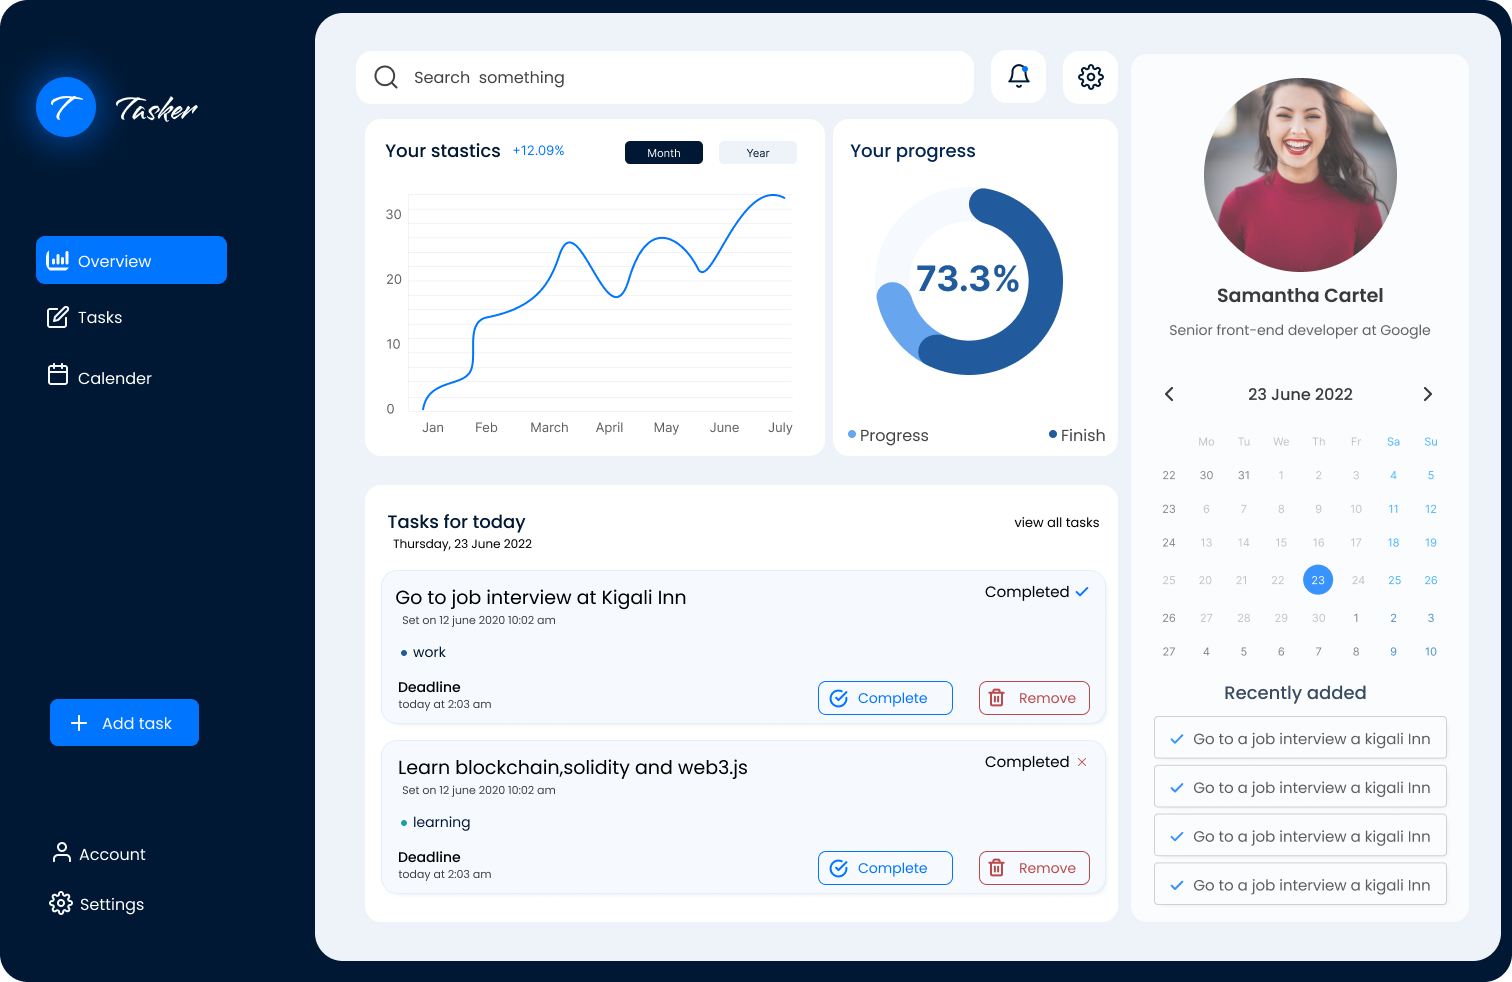 T Tasker
Overview
Tasks
Calender
Add task
Account
Settings
Search something
Your stastics +12.09% Month Year
30
20
10
0
Jan Feb March April May June July
Your progress
73.3%
Progress Finish
Tasks for today
Thursday, 23 June 2022
view all tasks
Go to job interview at Kigali Inn
Completed
Set on 12 june 2020 10:02 am
work
Deadline
today at 2:03 am
Complete Remove
Learn blockchain,solidity and web3.js
Completed
Set on 12 june 2020 10:02 am
learning
Deadline
today at 2:03 am
Complete Remove
Samantha Cartel
Senior front-end developer at Google
23 June 2022
Mo Tu We Th Fr Sa Su
22 30 31 1 2 3 4 5
23 6 7 8 9 10 11 12
24 13 14 15 16 17 18 19
25 20 21 22 23 24 25 26
26 27 28 29 30 1 2 3
27 4 5 6 7 8 9 10
Recently added
Go to a job interview a kigali Inn
Go to a job interview a kigali Inn
Go to a job interview a kigali Inn
Go to a job interview a kigali Inn